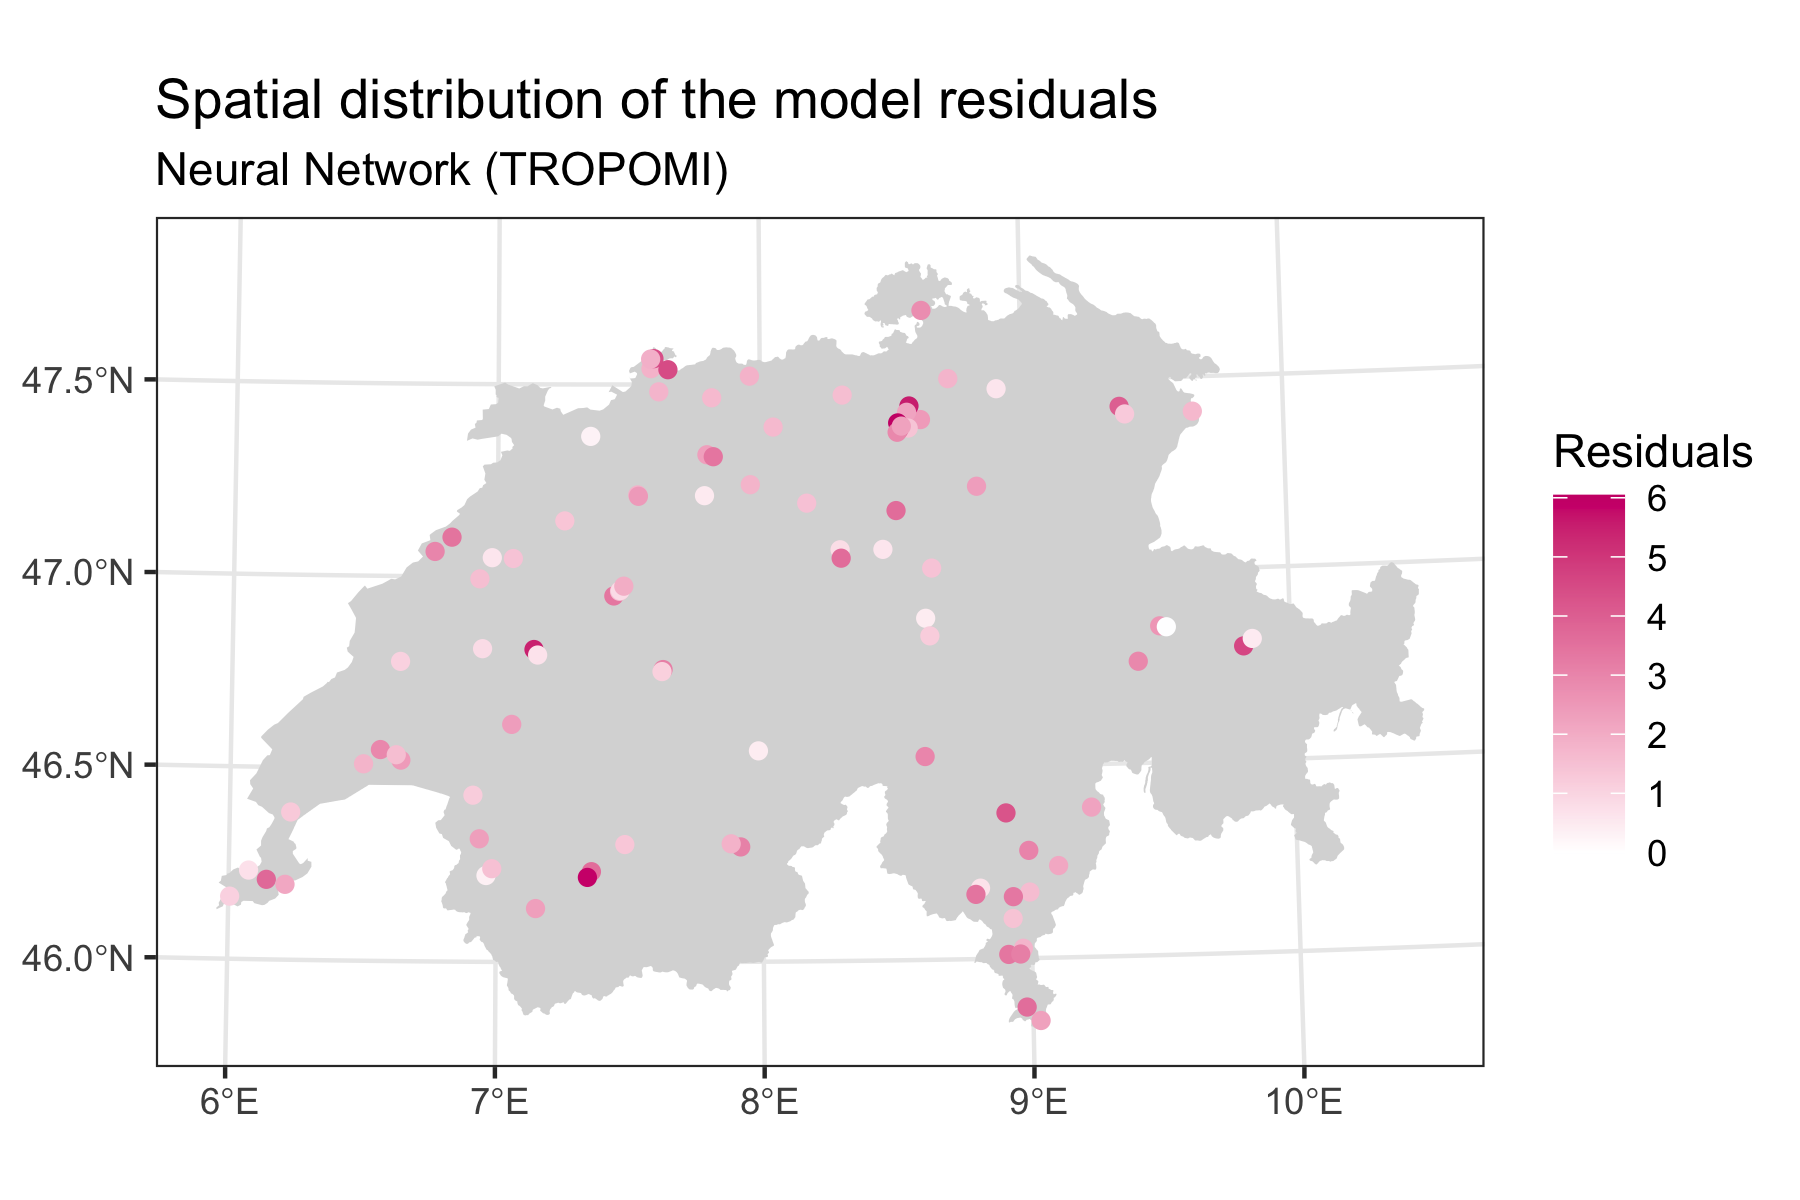 Spatial distribution of the model residuals
Neural Network (TROPOMI)
47.5°N
47.0°N
46.5°N
46.0°N
6°E 7°E 8°E 9°E 10°E
Residuals
6
5
4
3
2
1
0